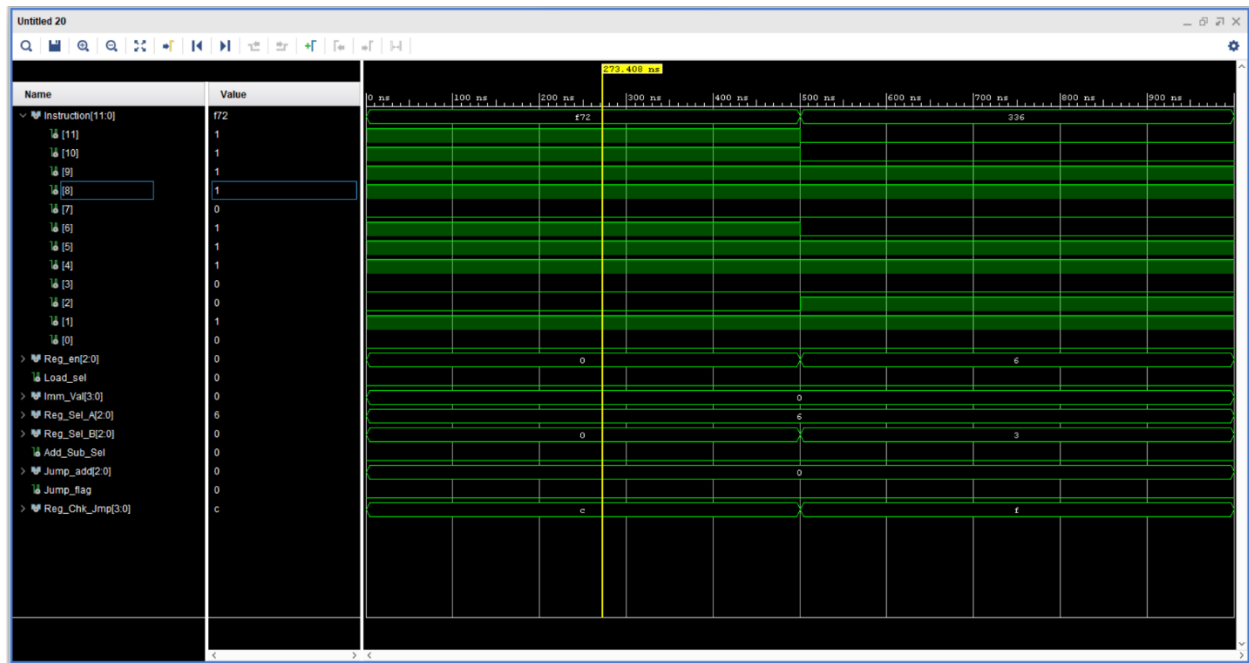 Untitled 20
273.408 ns
Name Value 0 ns 100 ns 200 ns 300 ns 400 ns 500 ns 600 ns 700 ns 800 ns 900 ns
Instruction[11:0] f72 f72 336
[11] 1
[10] 1
[9] 1
[8] 1
[7] 0
[6] 1
[5] 1
[4] 1
[3] 0
[2] 0
[1] 1
[0] 0
Reg_en[2:0] 0 0 6
Load_sel 0
Imm_Val[3:0] 0 0
Reg_Sel_A[2:0] 6 6
Reg_Sel_B[2:0] 0 0 3
Add_Sub_Sel 0
Jump_add[2:0] 0 0
Jump_flag 0
Reg_Chk_Jmp[3:0] c c f